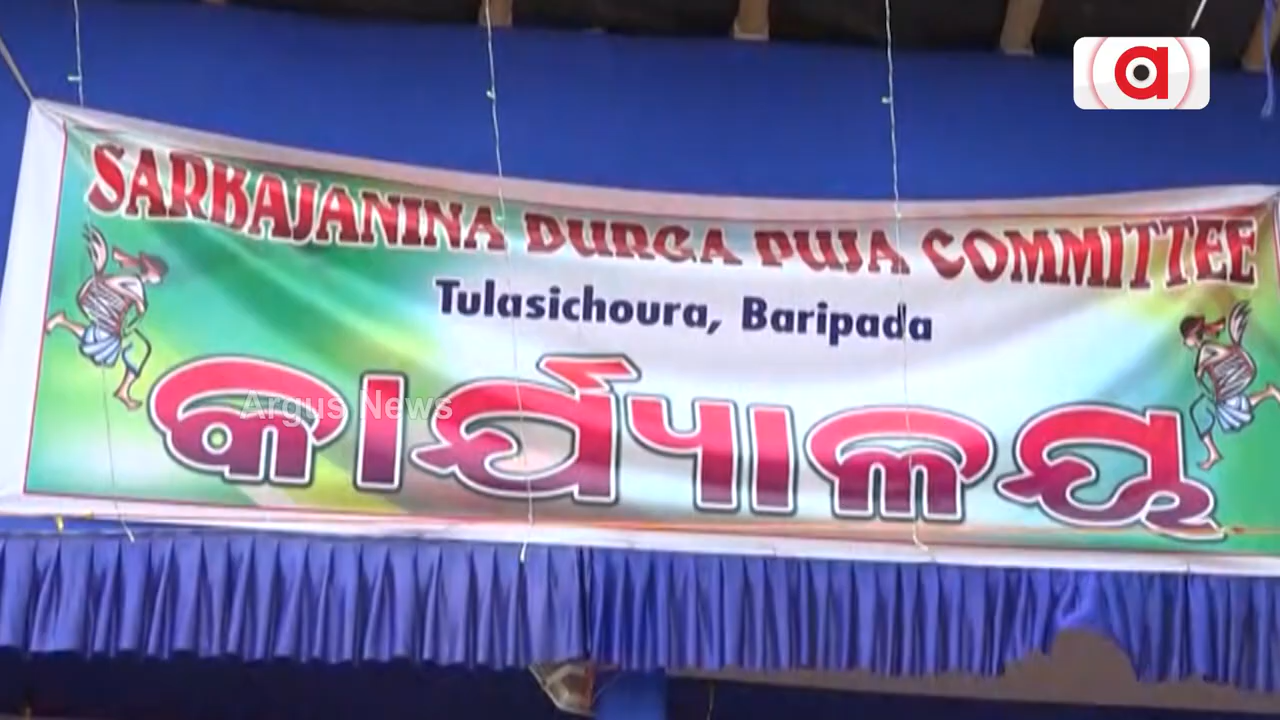 a
SARBAJANINA DURGA PUJA COMMITTEE
Tulasichoura, Baripada
Argus News
କାର୍ଯ୍ୟାଳୟ